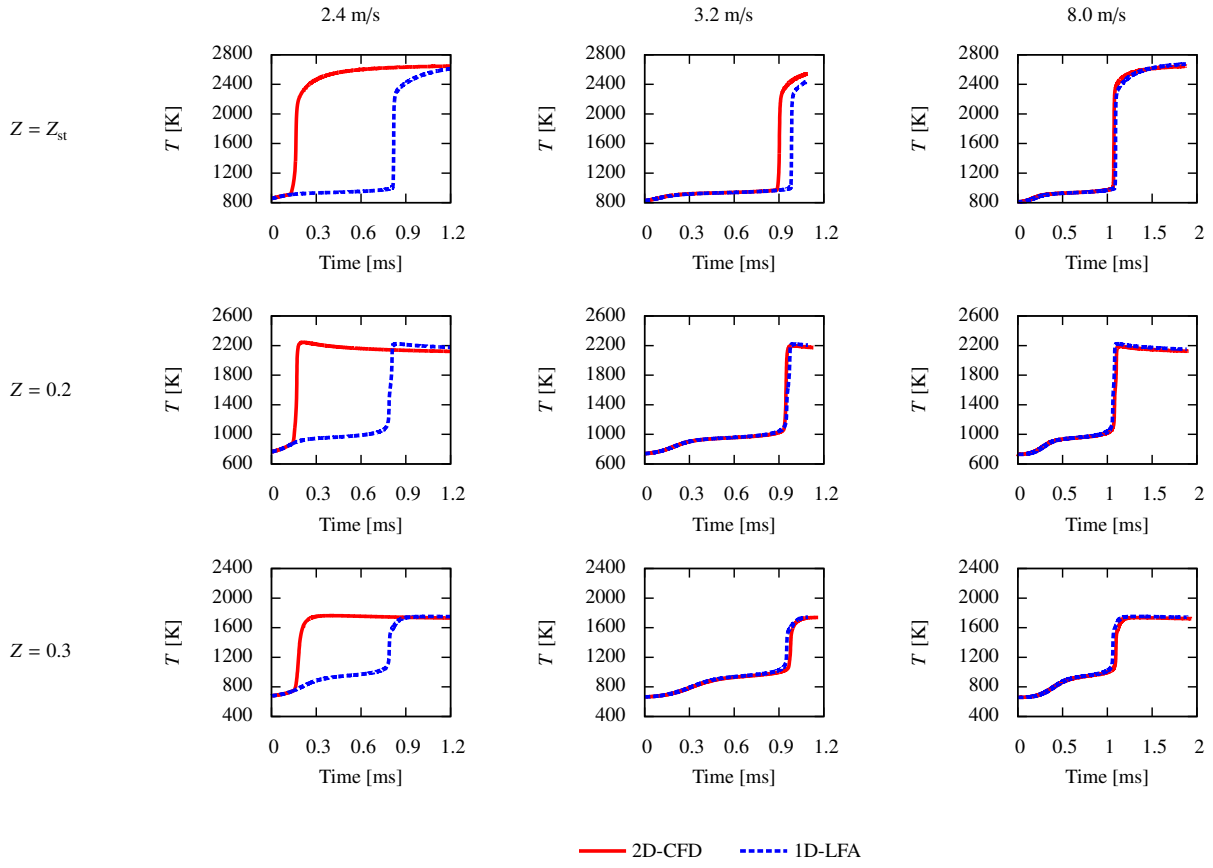 2.4 m/s 3.2 m/s 8.0 m/s
Z = Zst
T [K] 2800 2400 2000 1600 1200 800
0 0.3 0.6 0.9 1.2
Time [ms]
T [K] 2800 2400 2000 1600 1200 800
0 0.3 0.6 0.9 1.2
Time [ms]
T [K] 2800 2400 2000 1600 1200 800
0 0.5 1 1.5 2
Time [ms]
Z = 0.2
T [K] 2600 2200 1800 1400 1000 600
0 0.3 0.6 0.9 1.2
Time [ms]
T [K] 2600 2200 1800 1400 1000 600
0 0.3 0.6 0.9 1.2
Time [ms]
T [K] 2600 2200 1800 1400 1000 600
0 0.5 1 1.5 2
Time [ms]
Z = 0.3
T [K] 2400 2000 1600 1200 800 400
0 0.3 0.6 0.9 1.2
Time [ms]
T [K] 2400 2000 1600 1200 800 400
0 0.3 0.6 0.9 1.2
Time [ms]
T [K] 2400 2000 1600 1200 800 400
0 0.5 1 1.5 2
Time [ms]
2D-CFD 1D-LFA